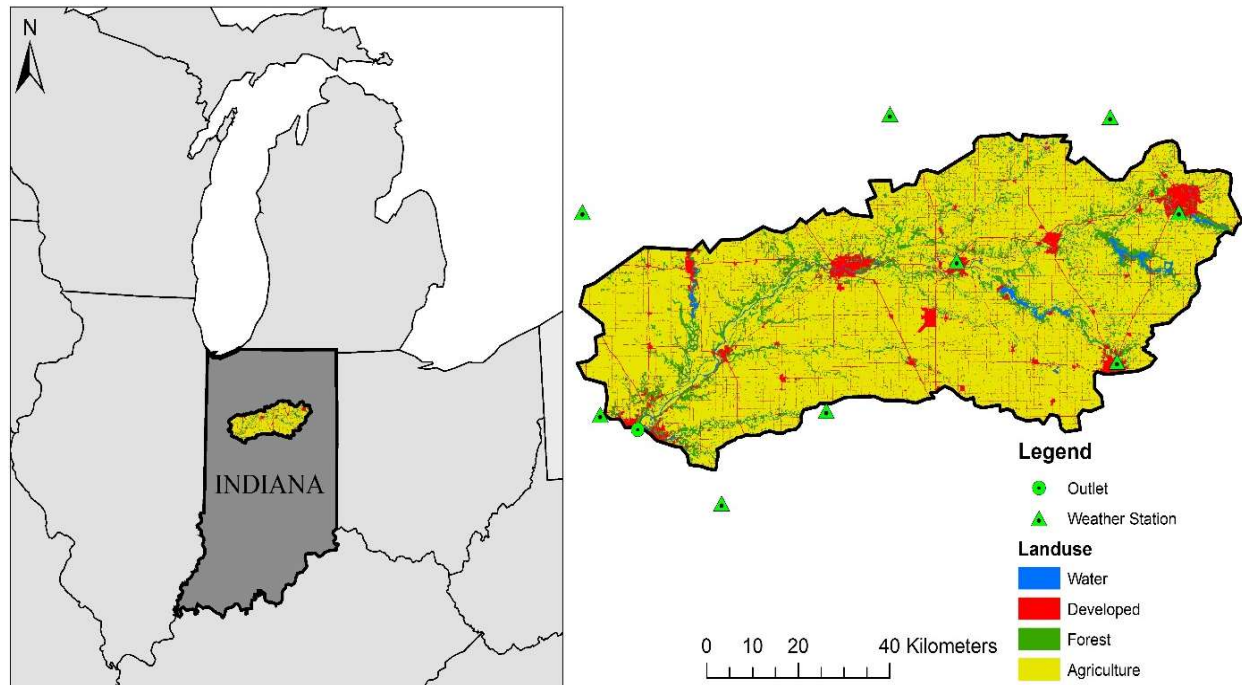 N
INDIANA
Legend
Outlet
Weather Station
Landuse
Water
Developed
Forest
Agriculture
0 10 20 40 Kilometers